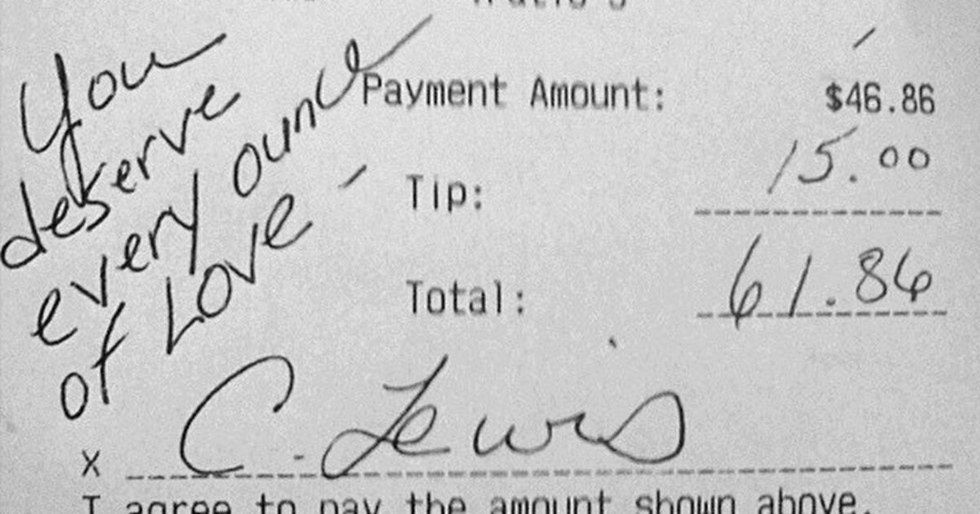 You
deserve
every ounce
of Love
Payment Amount: $46.86
Tip: 15.00
Total: 61.86
x C. Lewis
I agree to pay the amount shown above.